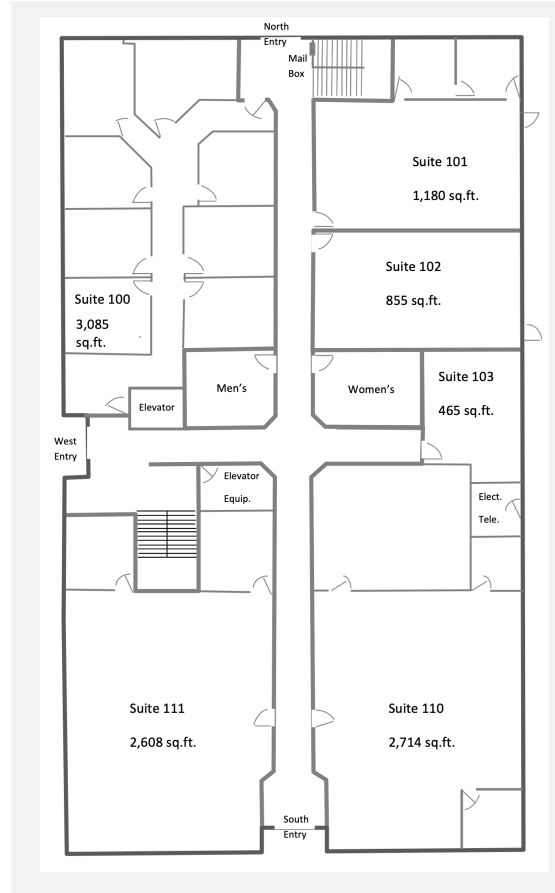 North
Entry
Mail
Box
Suite 101
1,180 sq.ft.
Suite 102
855 sq.ft.
Suite 100
3,085
sq.ft.
Men's
Women's
Suite 103
465 sq.ft.
Elevator
West
Entry
Elevator
Equip.
Elect.
Tele.
Suite 111
2,608 sq.ft.
Suite 110
2,714 sq.ft.
South
Entry